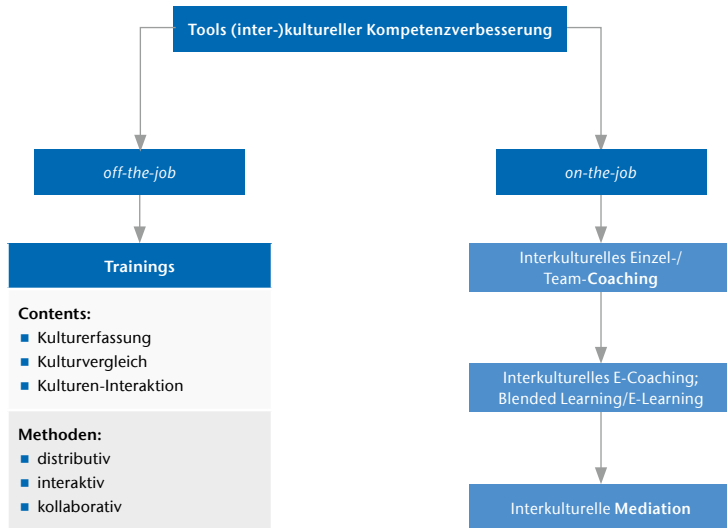 Tools (inter-)kultureller Kompetenzverbesserung
off-the-job
on-the-job
Trainings
Contents:
Kulturerfassung
Kulturvergleich
Kulturen-Interaktion
Methoden:
distributiv
interaktiv
kollaborativ
Interkulturelles Einzel-/
Team-Coaching
Interkulturelles E-Coaching;
Blended Learning/E-Learning
Interkulturelle Mediation